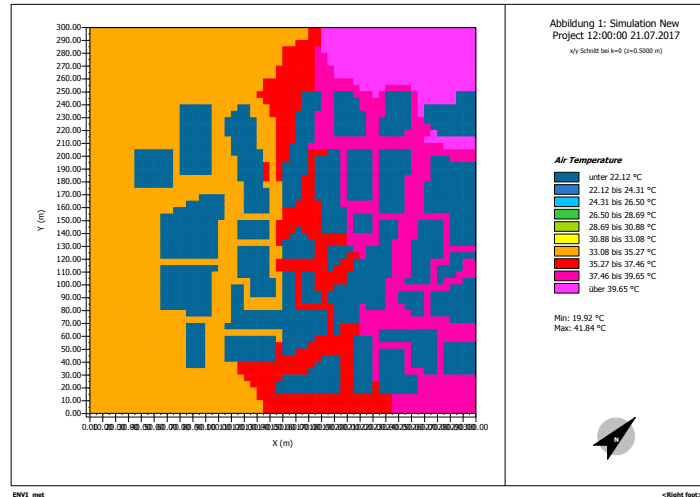 Abbildung 1: Simulation New
Project 12:00:00 21.07.2017
x/y Schnitt bei k=0 (z=0.5000 m)
300.00
290.00
280.00
270.00
260.00
250.00
240.00
230.00
220.00
210.00
200.00
190.00
180.00
170.00
160.00
150.00
140.00
130.00
120.00
110.00
100.00
90.00
80.00
70.00
60.00
50.00
40.00
30.00
20.00
10.00
0.00
Y (m)
X (m)
Air Temperature
unter 22.12 °C
22.12 bis 24.31 °C
24.31 bis 26.50 °C
26.50 bis 28.69 °C
28.69 bis 30.88 °C
30.88 bis 33.08 °C
33.08 bis 35.27 °C
35.27 bis 37.46 °C
37.46 bis 39.65 °C
über 39.65 °C
Min: 19.92 °C
Max: 41.84 °C
N
ENVI_met
<Right foot